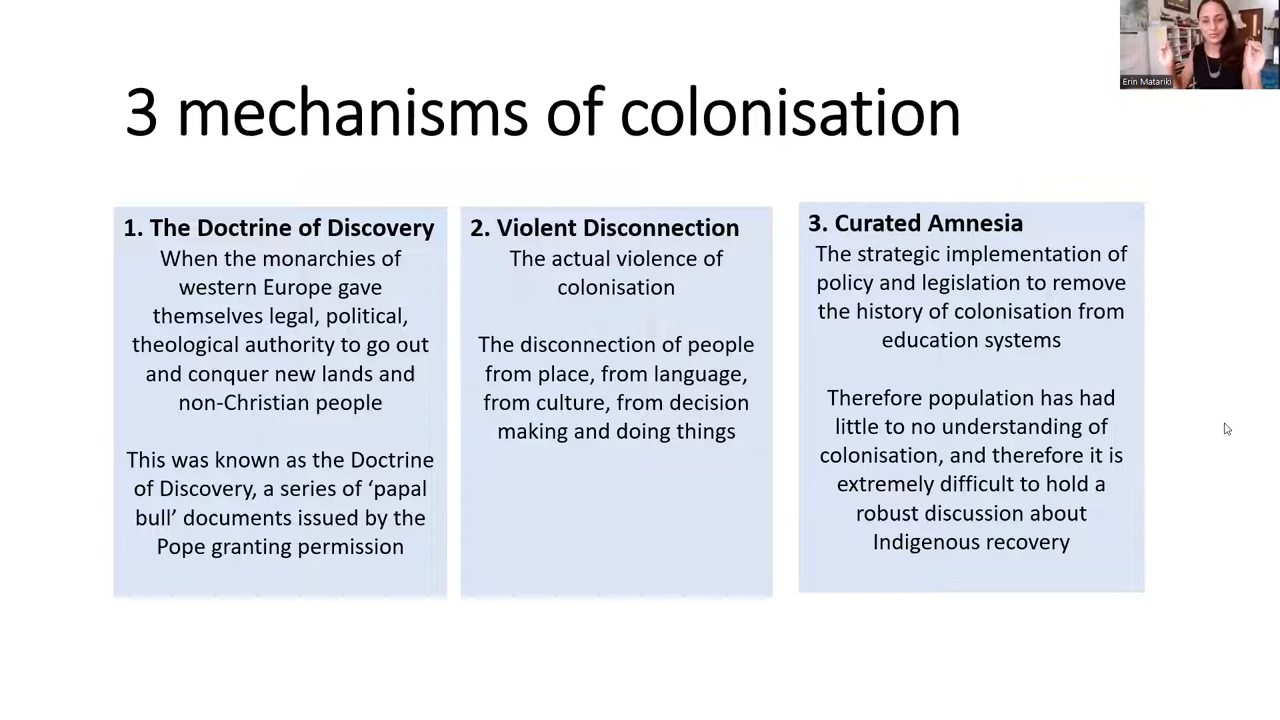 Erin Matariki
3 mechanisms of colonisation
1. The Doctrine of Discovery
When the monarchies of
western Europe gave
themselves legal, political,
theological authority to go out
and conquer new lands and
non-Christian people
This was known as the Doctrine
of Discovery, a series of ‘papal
bull’ documents issued by the
Pope granting permission
2. Violent Disconnection
The actual violence of
colonisation
The disconnection of people
from place, from language,
from culture, from decision
making and doing things
3. Curated Amnesia
The strategic implementation of
policy and legislation to remove
the history of colonisation from
education systems
Therefore population has had
little to no understanding of
colonisation, and therefore it is
extremely difficult to hold a
robust discussion about
Indigenous recovery